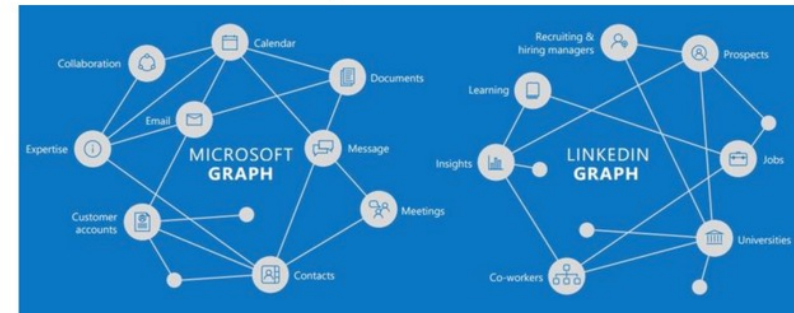 Calendar
Collaboration
Documents
Email
Expertise
MICROSOFT
GRAPH
Message
Customer
accounts
Meetings
Contacts
Recruiting &
hiring managers
Prospects
Learning
Insights
LINKEDIN
GRAPH
Jobs
Universities
Co-workers